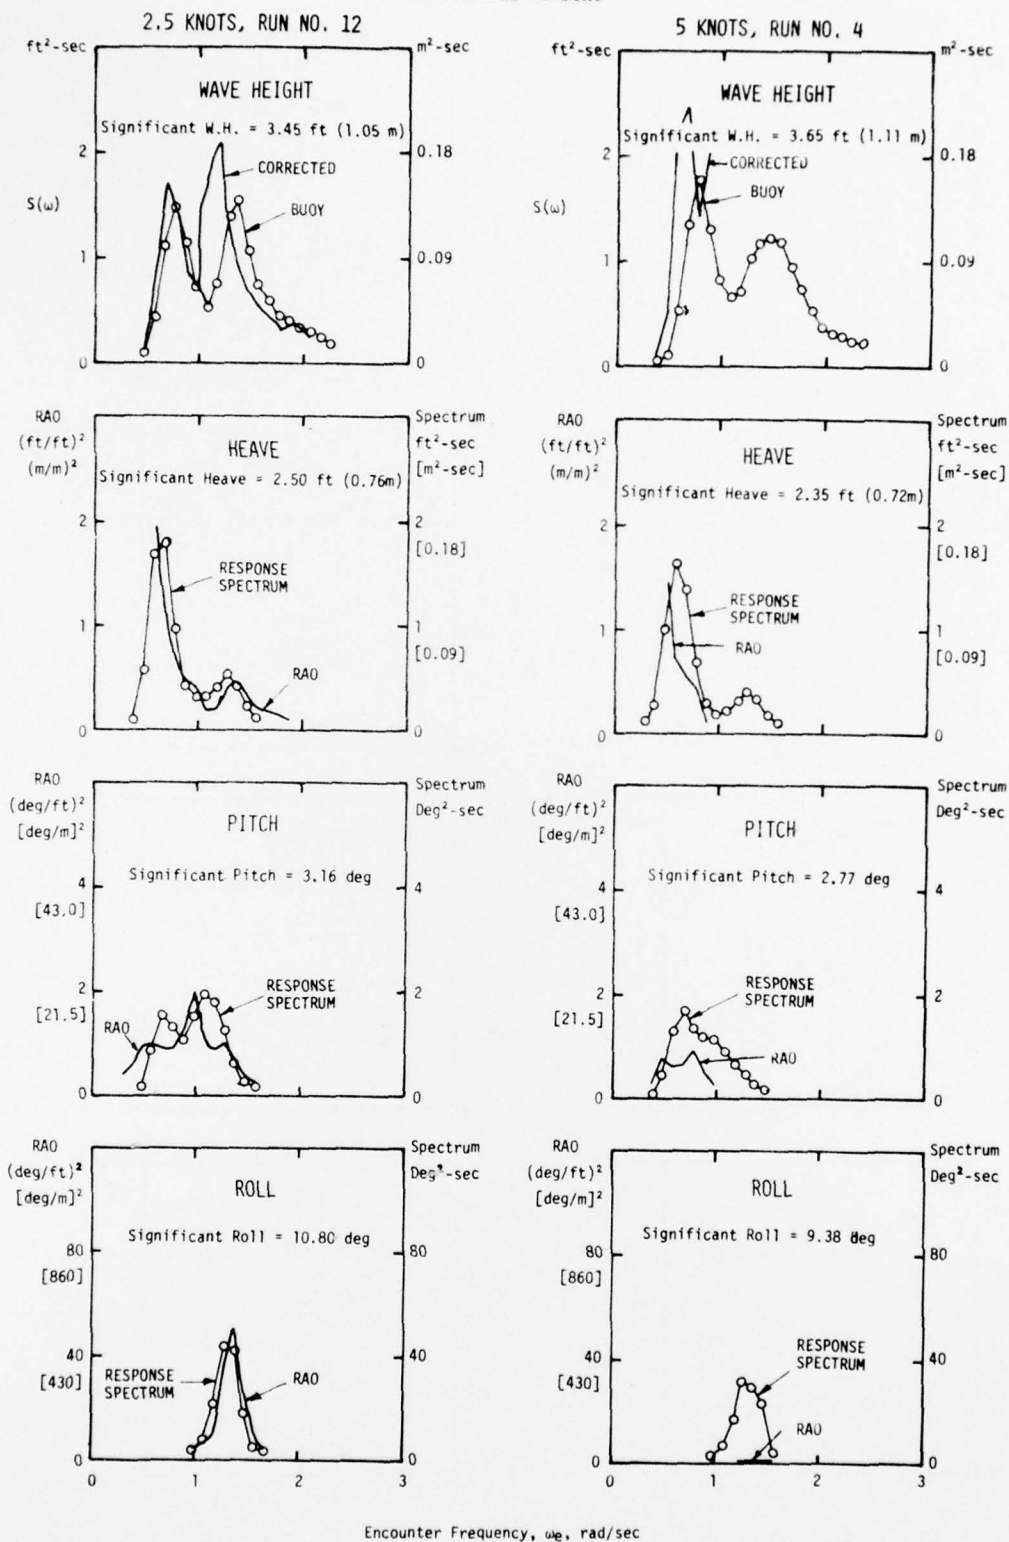 2.5 KNOTS, RUN NO. 12
ft²-sec
m²-sec
WAVE HEIGHT
Significant W.H. = 3.45 ft (1.05 m)
2
0.18
CORRECTED
S(ω)
BUOY
1
0.09
0
0
5 KNOTS, RUN NO. 4
ft²-sec
m²-sec
WAVE HEIGHT
Significant W.H. = 3.65 ft (1.11 m)
2
0.18
CORRECTED
BUOY
S(ω)
1
0.09
0
0
RAO
(ft/ft)²
(m/m)²
Spectrum
ft²-sec
[m²-sec]
HEAVE
Significant Heave = 2.50 ft (0.76m)
2
2
[0.18]
RESPONSE
SPECTRUM
1
1
[0.09]
RAO
0
0
RAO
(ft/ft)²
(m/m)²
Spectrum
ft²-sec
[m²-sec]
HEAVE
Significant Heave = 2.35 ft (0.72m)
2
2
[0.18]
RESPONSE
SPECTRUM
1
1
[0.09]
RAO
0
0
RAO
(deg/ft)²
[deg/m]²
Spectrum
Deg²-sec
PITCH
Significant Pitch = 3.16 deg
4
[43.0]
4
RESPONSE
SPECTRUM
2
[21.5]
2
RAO
0
0
RAO
(deg/ft)²
[deg/m]²
Spectrum
Deg²-sec
PITCH
Significant Pitch = 2.77 deg
4
[43.0]
4
RESPONSE
SPECTRUM
2
[21.5]
2
RAO
0
0
RAO
(deg/ft)²
[deg/m]²
Spectrum
Deg²-sec
ROLL
Significant Roll = 10.80 deg
80
[860]
80
40
[430]
40
RESPONSE
SPECTRUM
RAO
0
0
0 1 2 3
RAO
(deg/ft)²
[deg/m]²
Spectrum
Deg²-sec
ROLL
Significant Roll = 9.38 deg
80
[860]
80
RESPONSE
SPECTRUM
40
[430]
40
RAO
0
0
0 1 2 3
Encounter Frequency, ωe, rad/sec